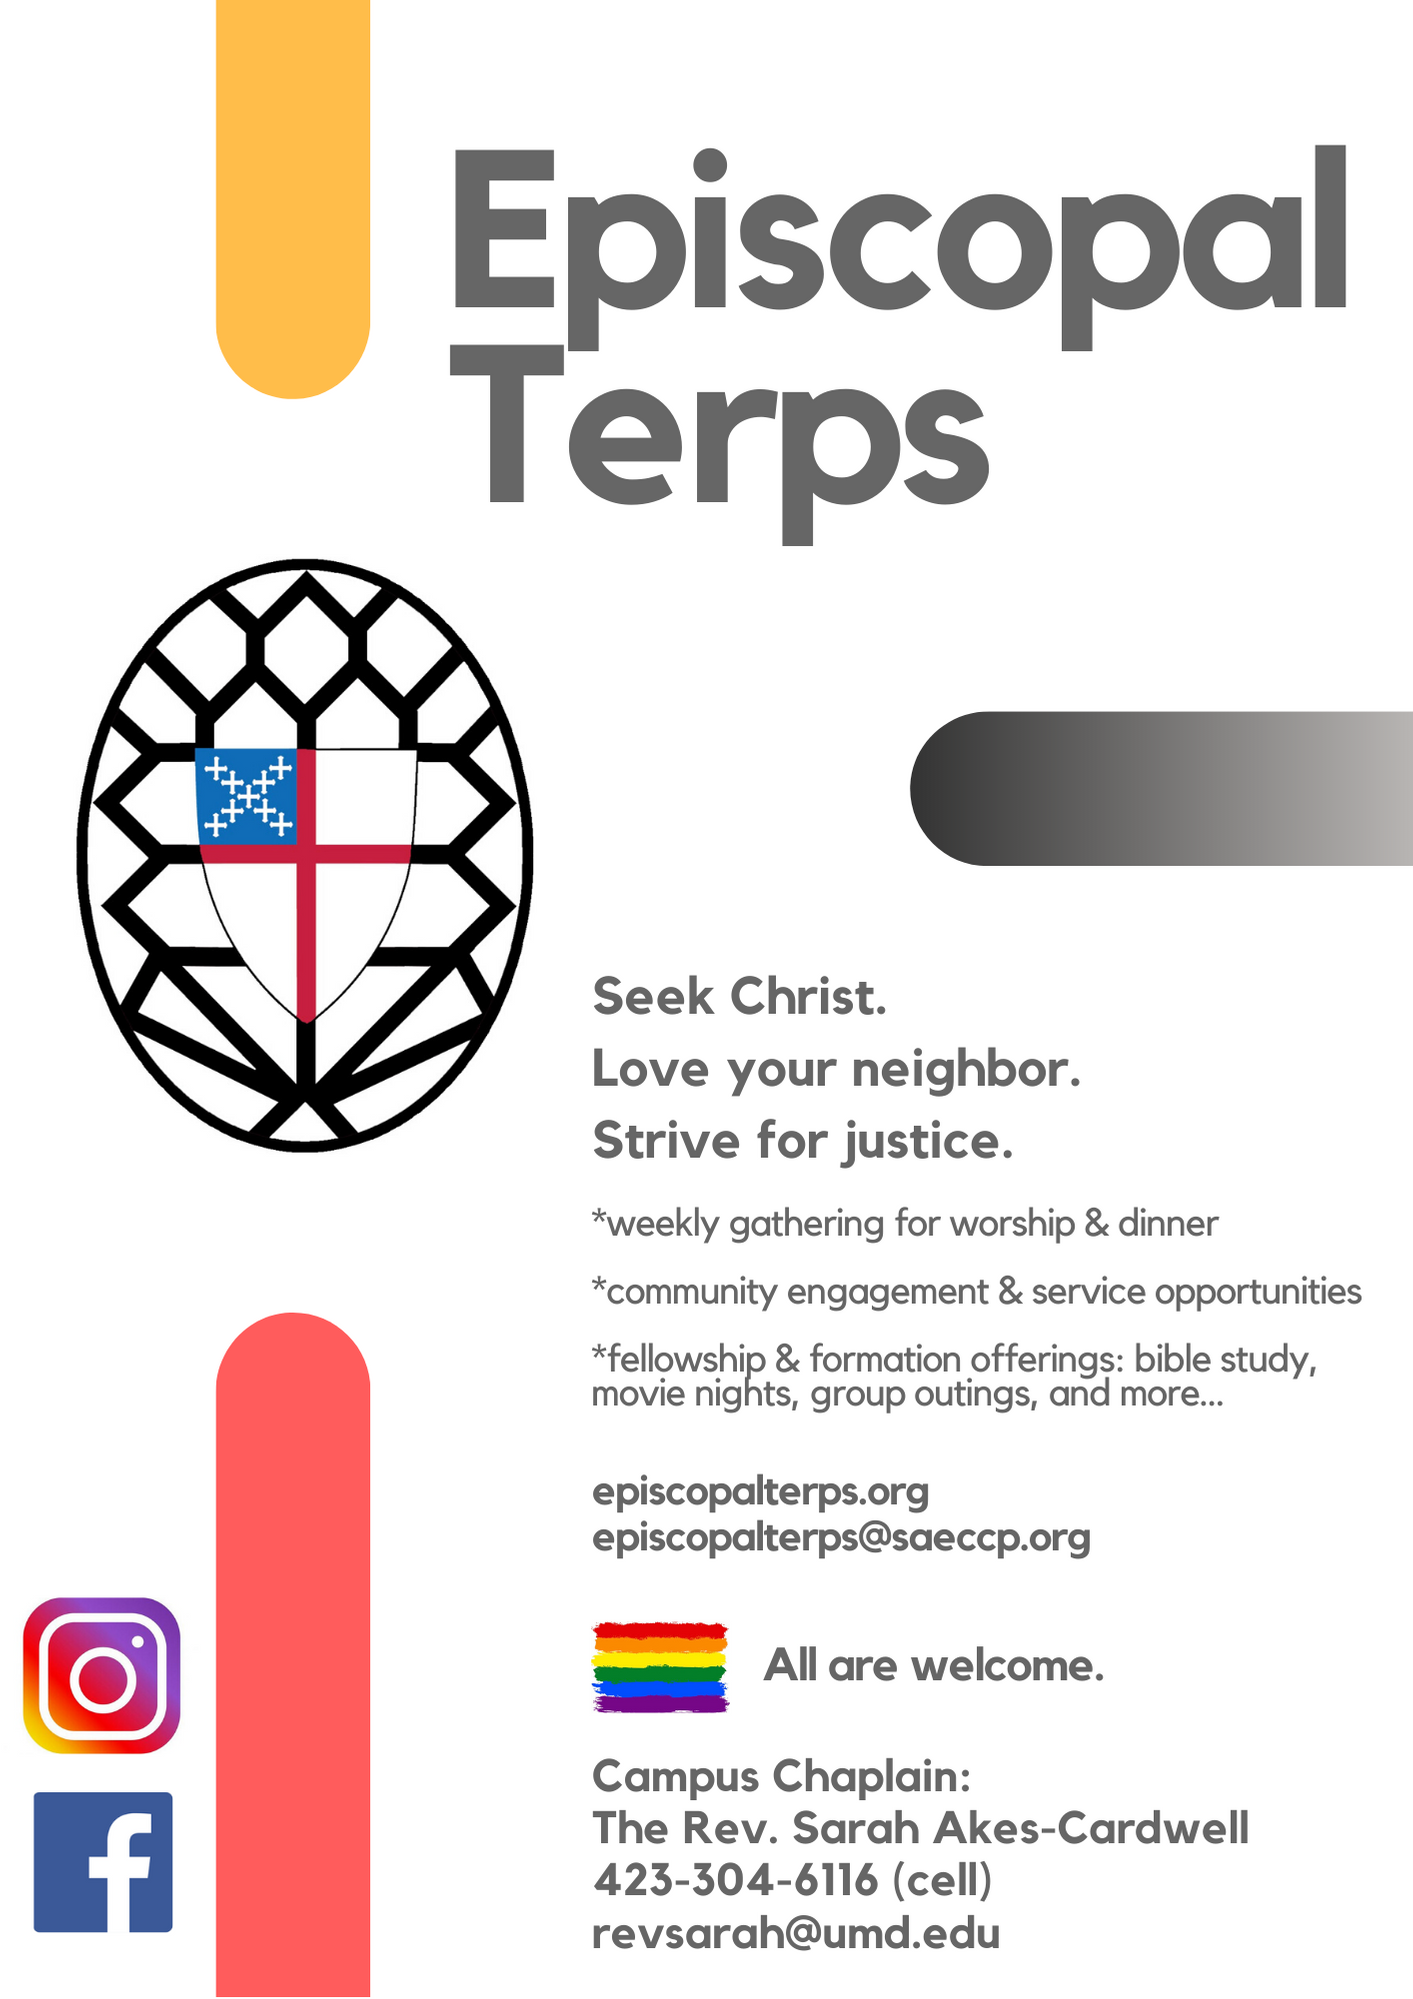 Episcopal
Terps
Seek Christ.
Love your neighbor.
Strive for justice.
*weekly gathering for worship & dinner
*community engagement & service opportunities
*fellowship & formation offerings: bible study,
movie nights, group outings, and more...
episcopalterps.org
episcopalterps@saeccp.org
All are welcome.
Campus Chaplain:
The Rev. Sarah Akes-Cardwell
423-304-6116 (cell)
revsarah@umd.edu